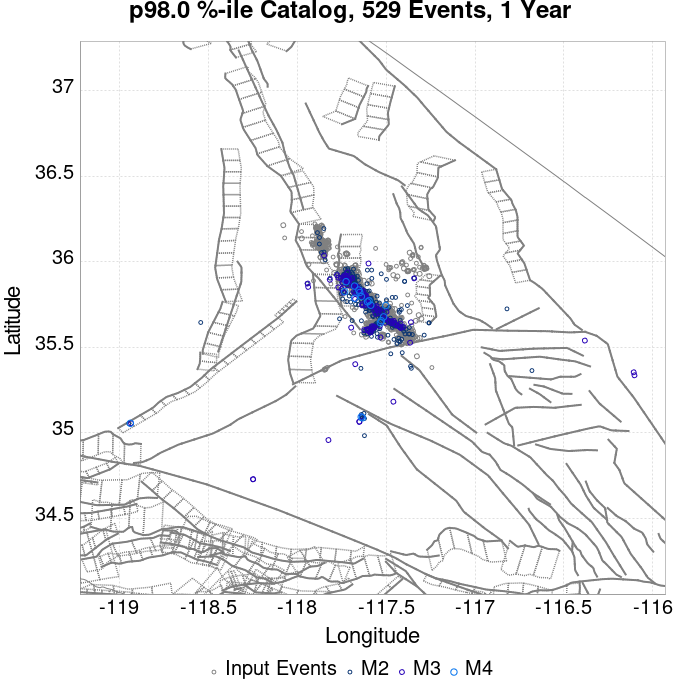 p98.0 %-ile Catalog, 529 Events, 1 Year
37
36.5
36
35.5
35
34.5
Latitude
-119
-118.5
-118
-117.5
-117
-116.5
-116
Longitude
Input Events
M2
M3
M4